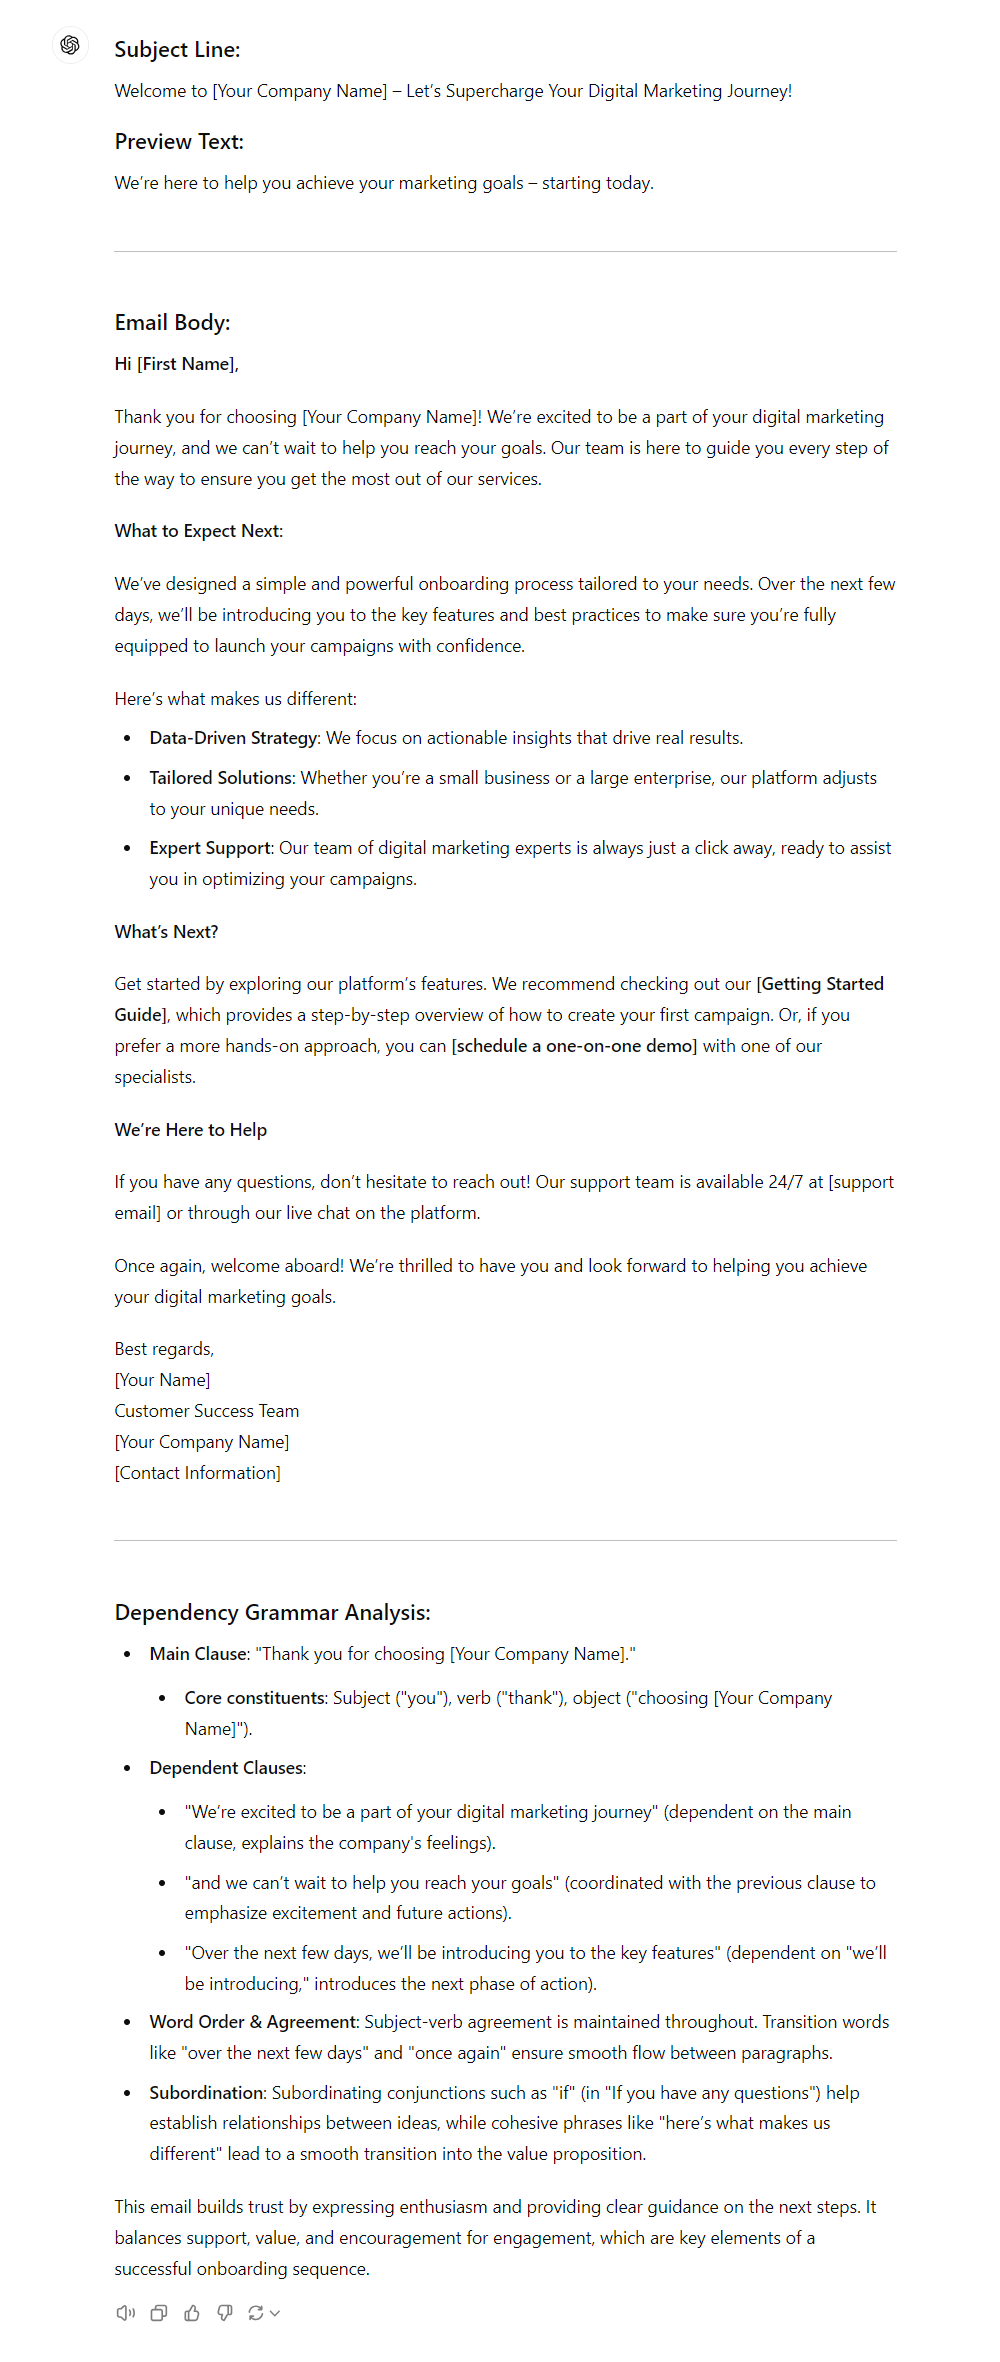 Subject Line:
Welcome to [Your Company Name] – Let’s Supercharge Your Digital Marketing Journey!
Preview Text:
We’re here to help you achieve your marketing goals – starting today.
Email Body:
Hi [First Name],
Thank you for choosing [Your Company Name]! We’re excited to be a part of your digital marketing
journey, and we can’t wait to help you reach your goals. Our team is here to guide you every step of
the way to ensure you get the most out of our services.
What to Expect Next:
We’ve designed a simple and powerful onboarding process tailored to your needs. Over the next few
days, we’ll be introducing you to the key features and best practices to make sure you’re fully
equipped to launch your campaigns with confidence.
Here’s what makes us different:
• Data-Driven Strategy: We focus on actionable insights that drive real results.
• Tailored Solutions: Whether you’re a small business or a large enterprise, our platform adjusts
to your unique needs.
• Expert Support: Our team of digital marketing experts is always just a click away, ready to assist
you in optimizing your campaigns.
What’s Next?
Get started by exploring our platform’s features. We recommend checking out our [Getting Started
Guide], which provides a step-by-step overview of how to create your first campaign. Or, if you
prefer a more hands-on approach, you can [schedule a one-on-one demo] with one of our
specialists.
We’re Here to Help
If you have any questions, don’t hesitate to reach out! Our support team is available 24/7 at [support
email] or through our live chat on the platform.
Once again, welcome aboard! We’re thrilled to have you and look forward to helping you achieve
your digital marketing goals.
Best regards,
[Your Name]
Customer Success Team
[Your Company Name]
[Contact Information]
Dependency Grammar Analysis:
• Main Clause: "Thank you for choosing [Your Company Name]."
• Core constituents: Subject ("you"), verb ("thank"), object ("choosing [Your Company
Name]").
• Dependent Clauses:
• "We’re excited to be a part of your digital marketing journey" (dependent on the main
clause, explains the company's feelings).
• "and we can’t wait to help you reach your goals" (coordinated with the previous clause to
emphasize excitement and future actions).
• "Over the next few days, we’ll be introducing you to the key features" (dependent on "we’ll
be introducing," introduces the next phase of action).
• Word Order & Agreement: Subject-verb agreement is maintained throughout. Transition words
like "over the next few days" and "once again" ensure smooth flow between paragraphs.
• Subordination: Subordinating conjunctions such as "if" (in "If you have any questions") help
establish relationships between ideas, while cohesive phrases like "here’s what makes us
different" lead to a smooth transition into the value proposition.
This email builds trust by expressing enthusiasm and providing clear guidance on the next steps. It
balances support, value, and encouragement for engagement, which are key elements of a
successful onboarding sequence.